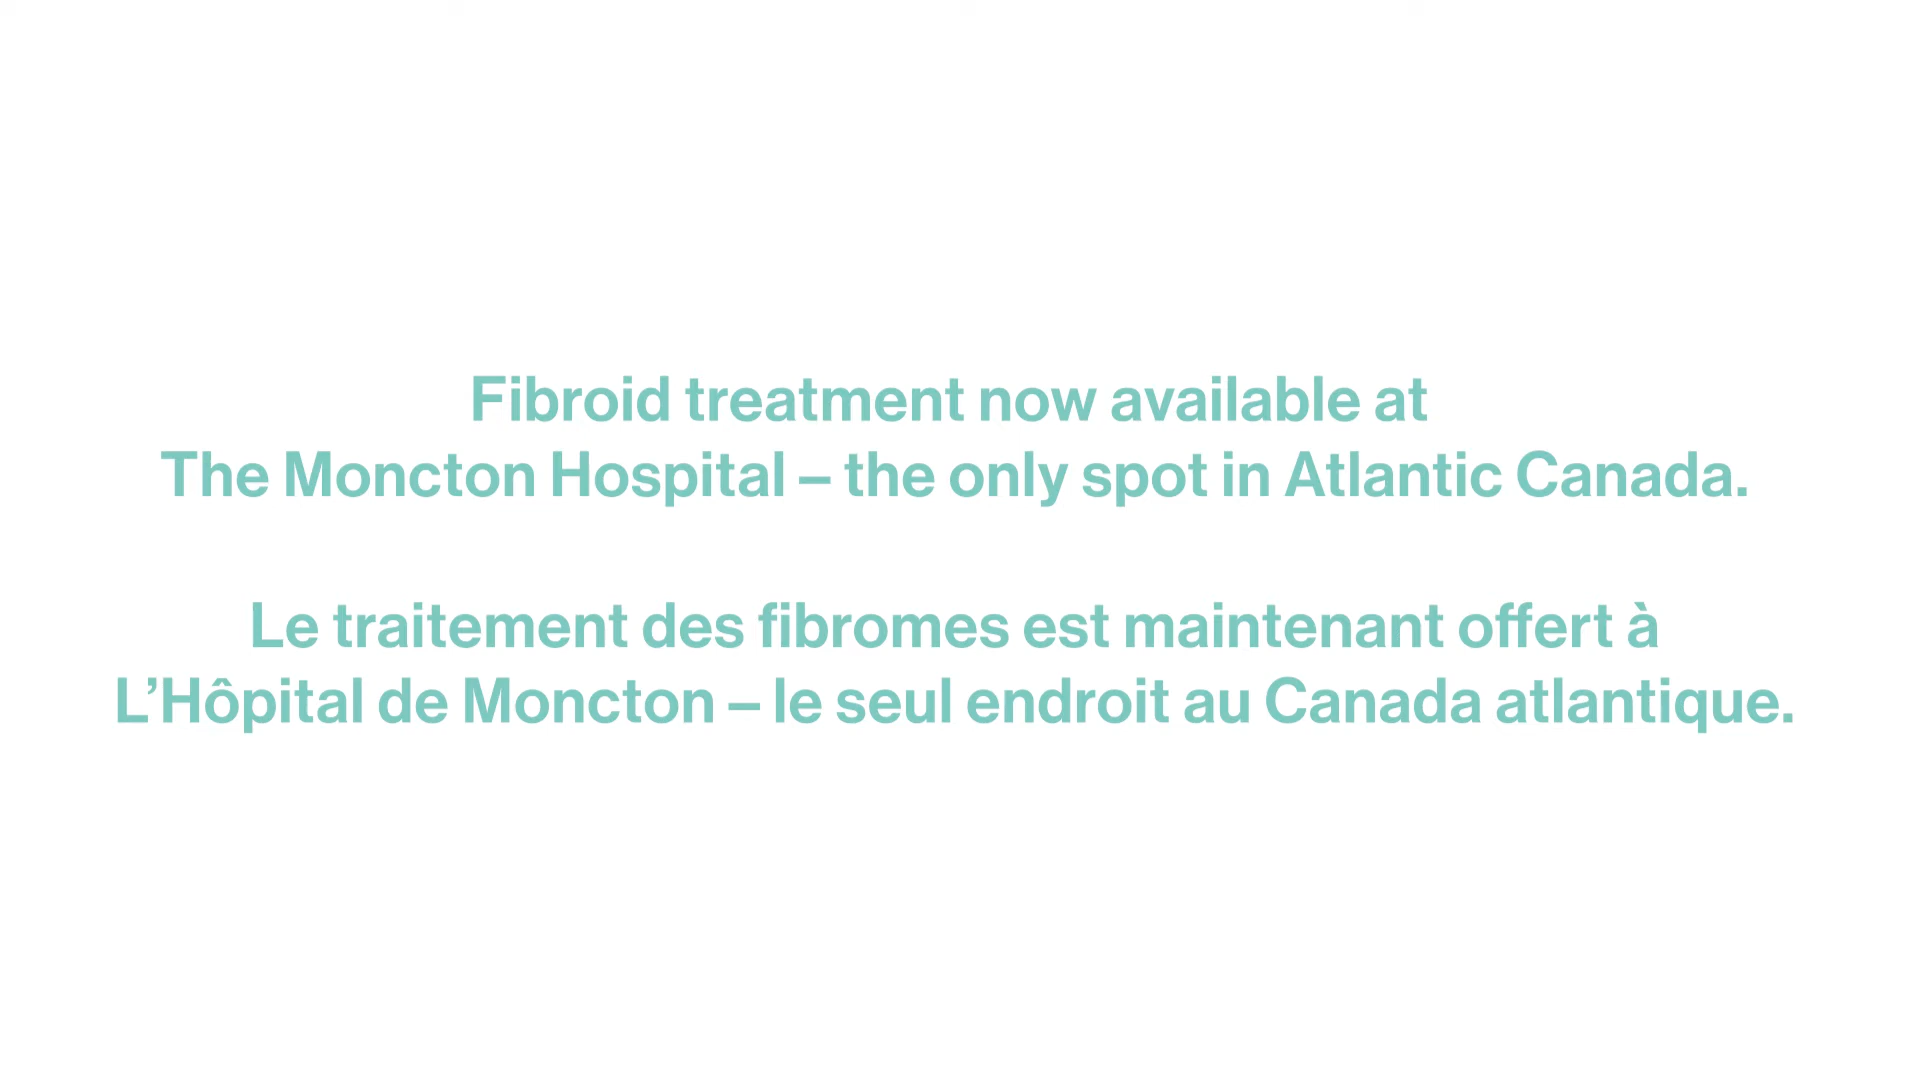 Fibroid treatment now available at
The Moncton Hospital – the only spot in Atlantic Canada.
Le traitement des fibromes est maintenant offert à
L’Hôpital de Moncton – le seul endroit au Canada atlantique.